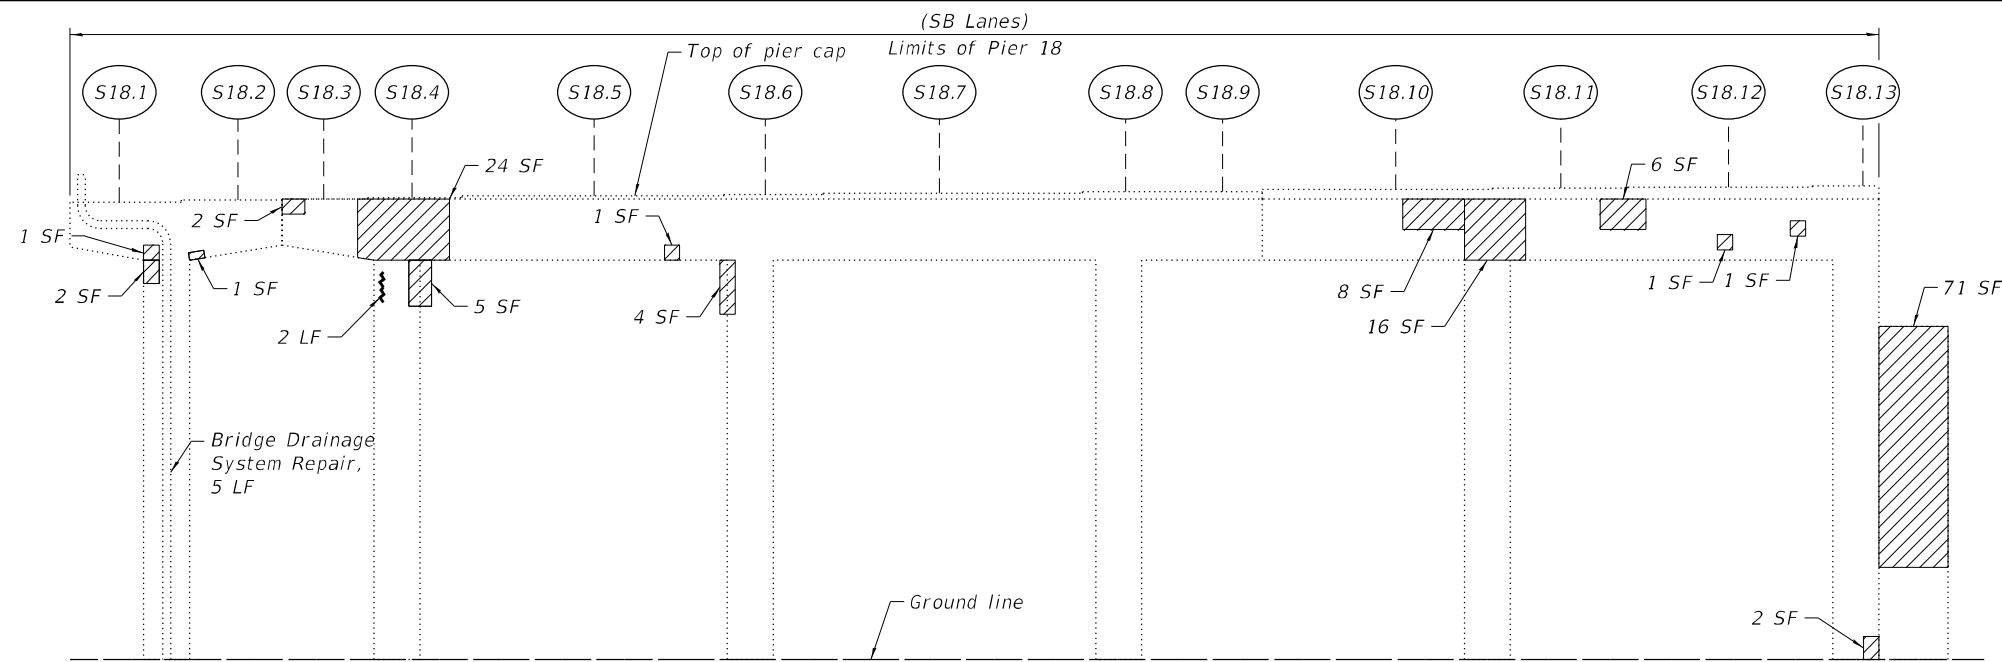 (SB Lanes)
Limits of Pier 18
Top of pier cap
S18.1
S18.2
S18.3
S18.4
S18.5
S18.6
S18.7
S18.8
S18.9
S18.10
S18.11
S18.12
S18.13
24 SF
6 SF
2 SF
1 SF
1 SF
2 SF
1 SF
2 LF
5 SF
4 SF
8 SF
16 SF
1 SF
1 SF
71 SF
Bridge Drainage
System Repair,
5 LF
Ground line
2 SF